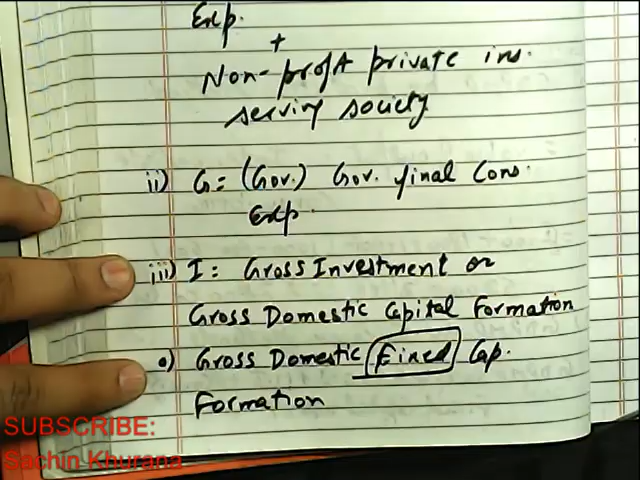 Exp.
+
Non-profit private ins.
serving society
ii) G = (Gov.) Gov. final Cons.
Exp.
iii) I = Gross Investment or
Gross Domestic Capital Formation
a) Gross Domestic Fixed Cap.
Formation
SUBSCRIBE:
Sachin Khurana